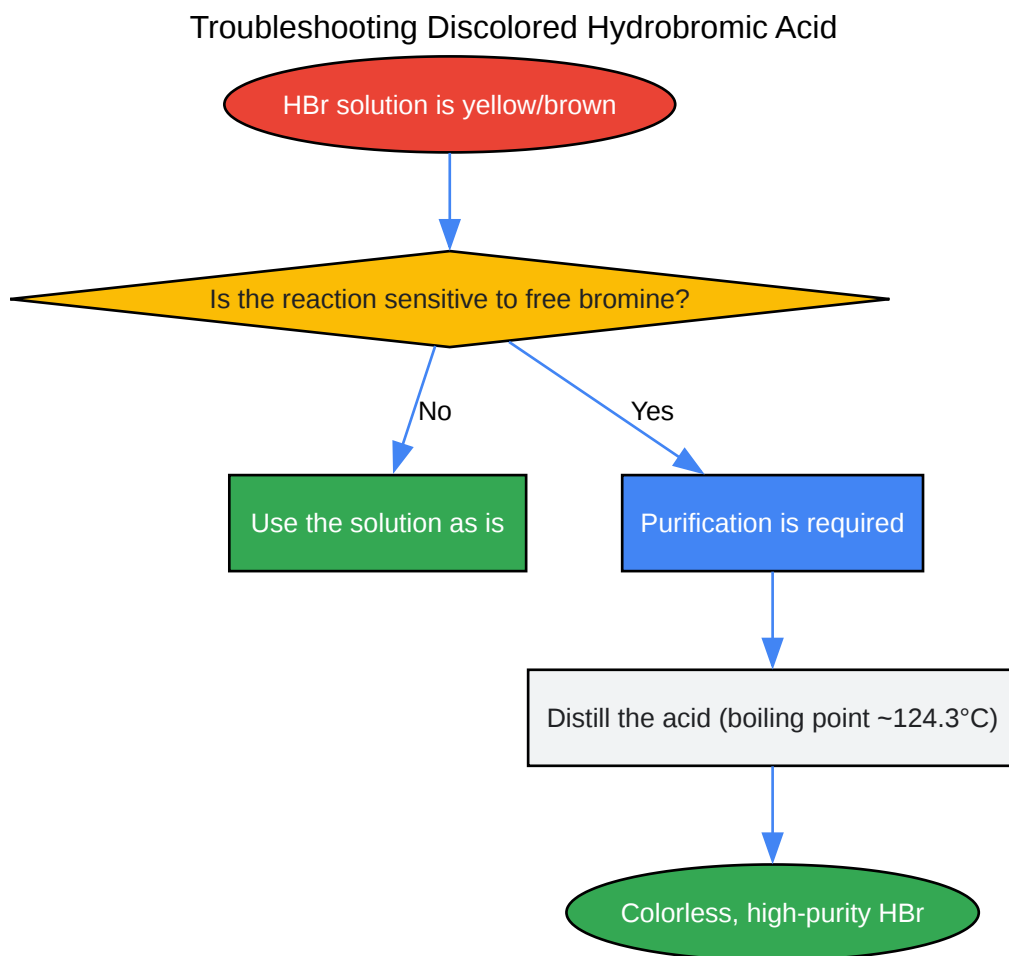 Troubleshooting Discolored Hydrobromic Acid
HBr solution is yellow/brown
Is the reaction sensitive to free bromine?
No
Yes
Use the solution as is
Purification is required
Distill the acid (boiling point ~124.3°C)
Colorless, high-purity HBr